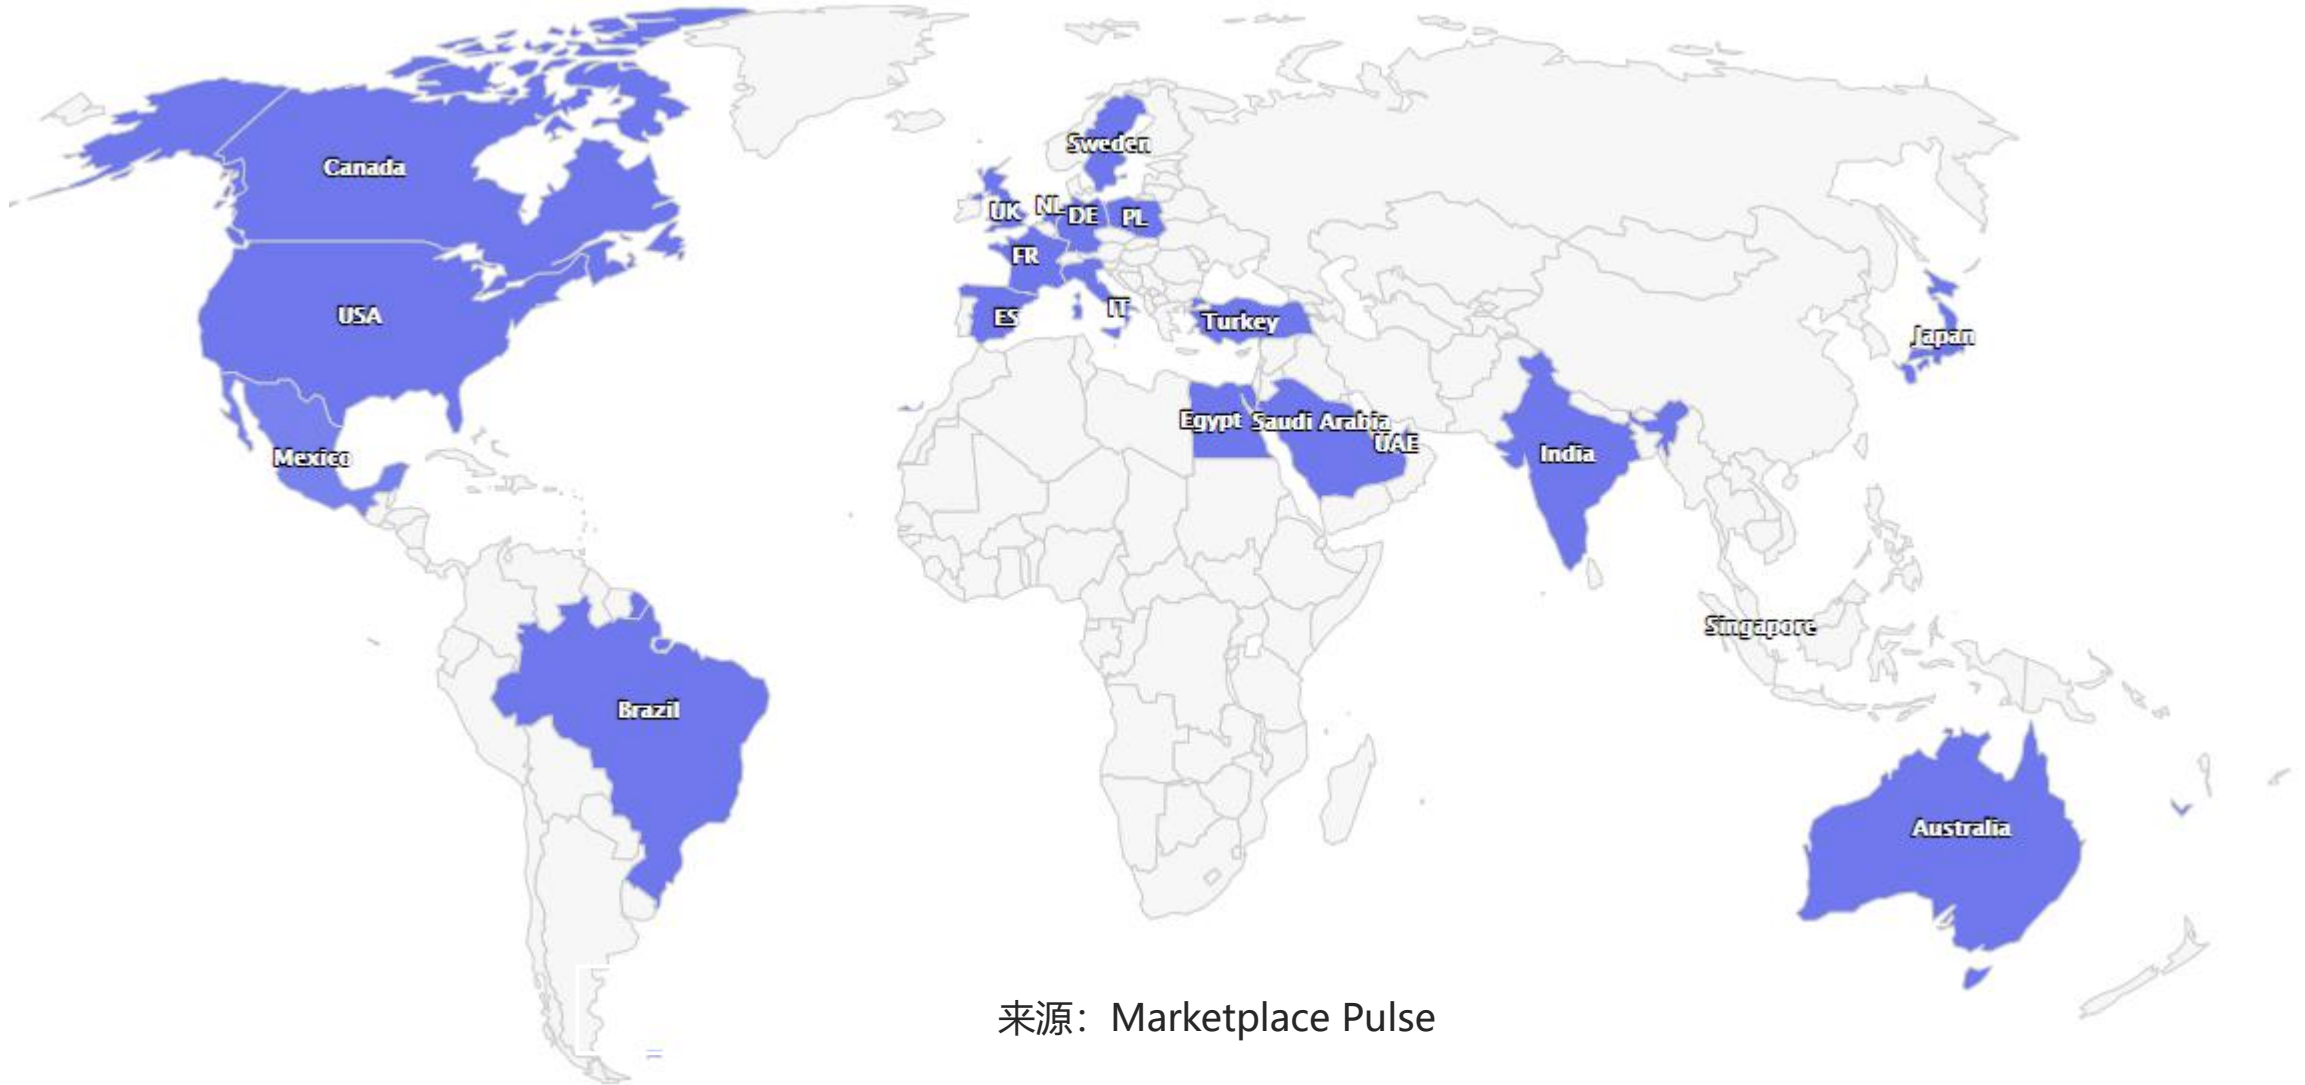 Canada
USA
Mexico
Brazil
Sweden
UK
NL
DE
PL
FR
ES
IT
Turkey
Egypt
Saudi Arabia
UAE
India
Japan
Singapore
Australia
来源：Marketplace Pulse